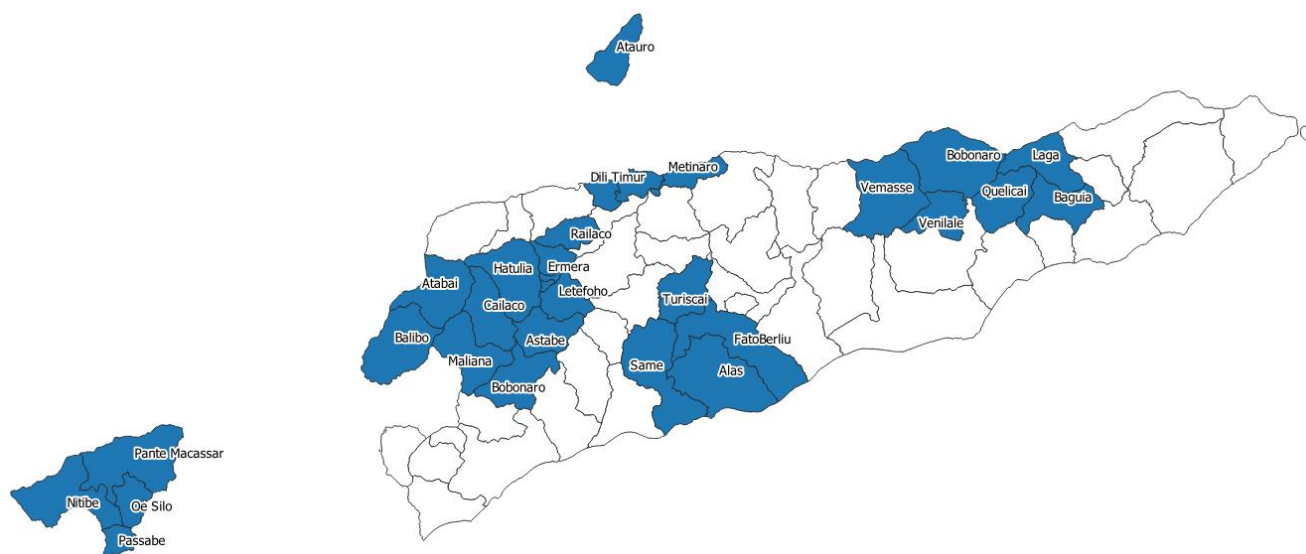 Atauro
Metinaro
Dili Timur
Bobonaro
Laga
Vemasse
Quelicai
Baguia
Venilale
Railaco
Ermera
Hatulia
Atabai
Letefoho
Cailaco
Turiscai
Balibo
Astabe
FatoBerliu
Maliana
Same
Alas
Bobonaro
Pante Macassar
Nitibe
Oe Silo
Passabe